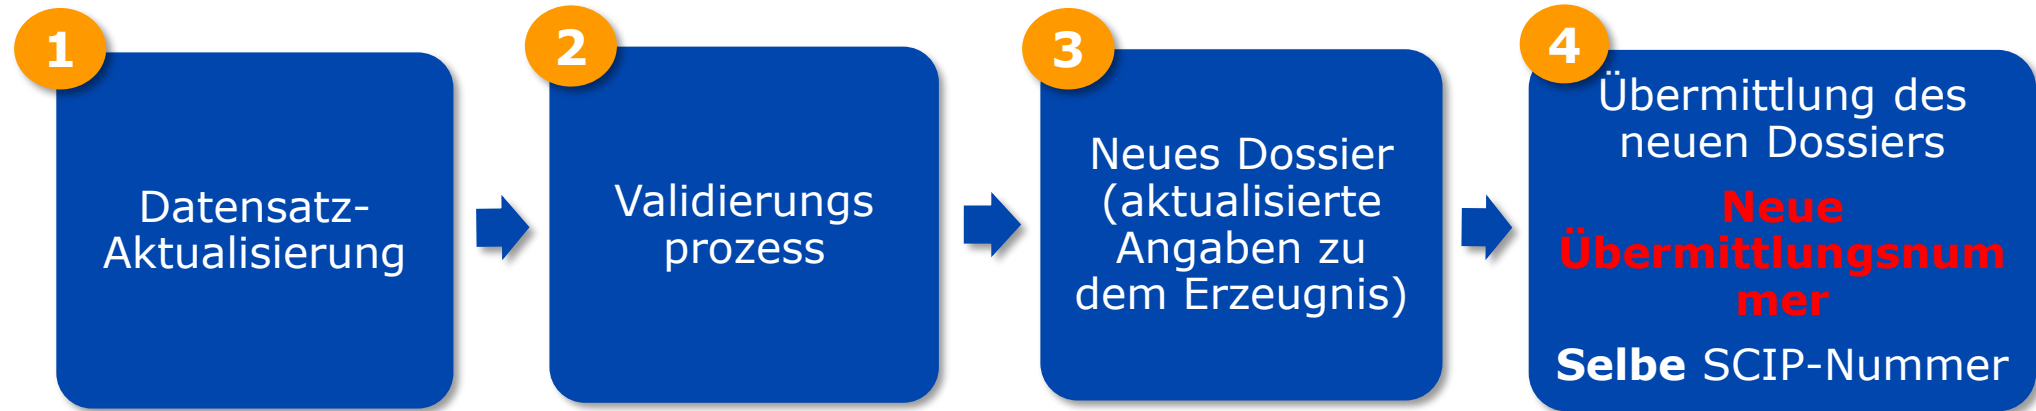 1
Datensatz-
Aktualisierung
2
Validierungs
prozess
3
Neues Dossier
(aktualisierte
Angaben zu
dem Erzeugnis)
4
Übermittlung des
neuen Dossiers
Neue
Übermittlungsnum
mer
Selbe SCIP-Nummer